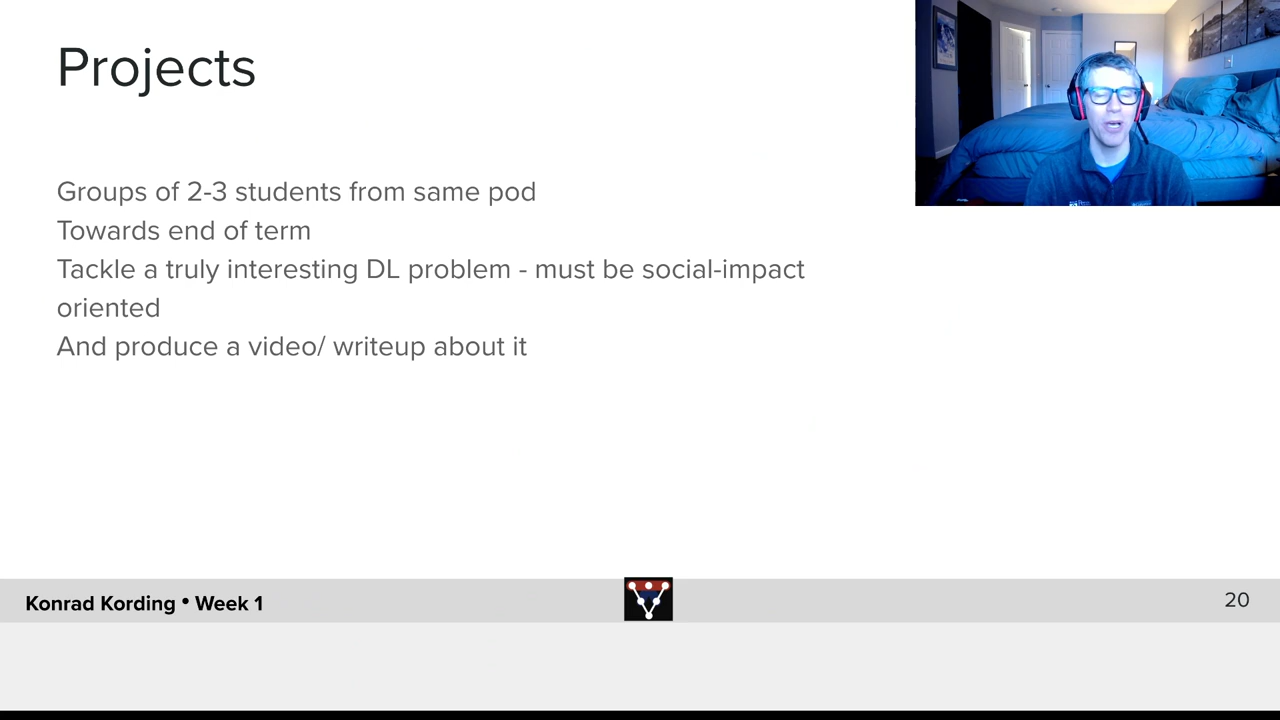 Projects
Groups of 2-3 students from same pod
Towards end of term
Tackle a truly interesting DL problem - must be social-impact
oriented
And produce a video/ writeup about it
Konrad Kording • Week 1
20